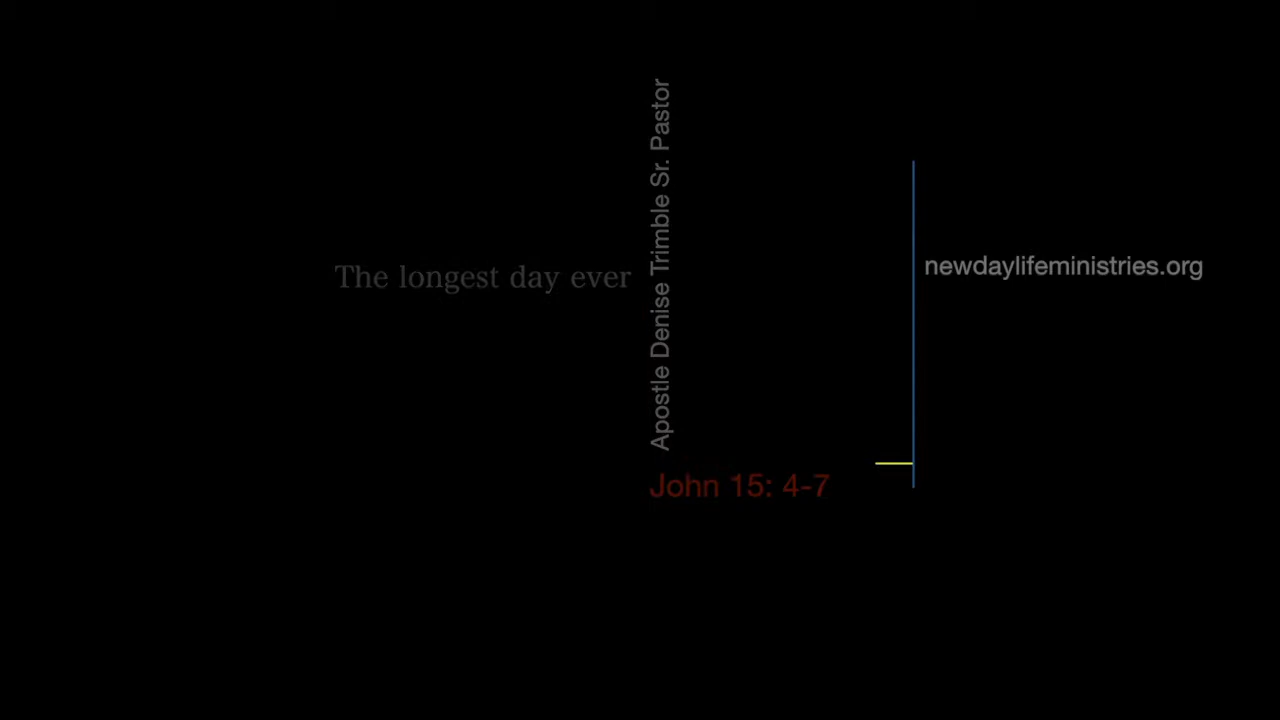 The longest day ever
Apostle Denise Trimble Sr. Pastor
John 15: 4-7
newdaylifeministries.org